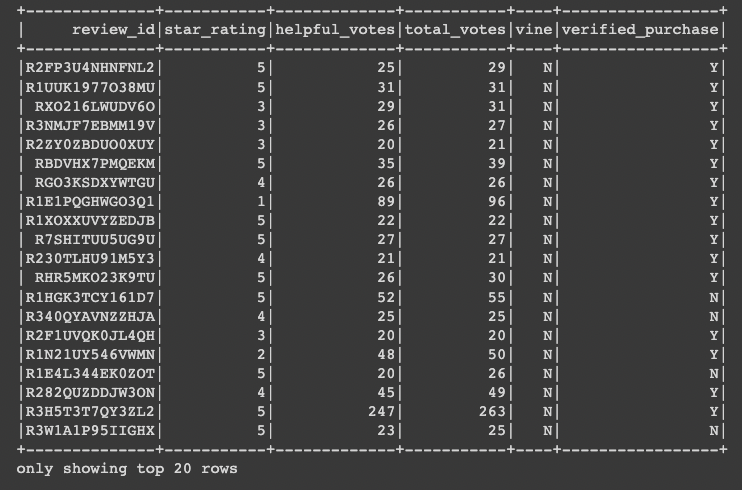 +--------------+-----------+-------------+-----------+----+-----------------+
|     review_id|star_rating|helpful_votes|total_votes|vine|verified_purchase|
+--------------+-----------+-------------+-----------+----+-----------------+
|R2FP3U4NHNFNL2|          5|           25|         29|   N|                Y|
|R1UUK1977O38MU|          5|           31|         31|   N|                Y|
| RXO216LWUDV6O|          3|           29|         31|   N|                Y|
|R3NMJF7EBMM19V|          3|           26|         27|   N|                Y|
|R2ZY0ZBDUO0XUY|          3|           20|         21|   N|                Y|
| RBDVHX7PMQEKM|          5|           35|         39|   N|                Y|
| RGO3KSDXYWTGU|          4|           26|         26|   N|                Y|
|R1E1PQGHWGO3Q1|          1|           89|         96|   N|                Y|
|R1XOXXUVYZEDJB|          5|           22|         22|   N|                Y|
| R7SHITUU5UG9U|          5|           27|         27|   N|                Y|
|R230TLHU91M5Y3|          4|           21|         21|   N|                Y|
| RHR5MKO23K9TU|          5|           26|         30|   N|                Y|
|R1HGK3TCY161D7|          5|           52|         55|   N|                N|
|R340QYAVNZZHJA|          4|           25|         25|   N|                N|
|R2F1UVQK0JL4QH|          3|           20|         20|   N|                Y|
|R1N21UY546VWMN|          2|           48|         50|   N|                Y|
|R1E4L344EK0ZOT|          5|           20|         26|   N|                N|
|R282QUZDDJW3ON|          4|           45|         49|   N|                Y|
|R3H5T3T7QY3ZL2|          5|          247|        263|   N|                Y|
|R3W1A1P95IIGHX|          5|           23|         25|   N|                N|
+--------------+-----------+-------------+-----------+----+-----------------+
only showing top 20 rows